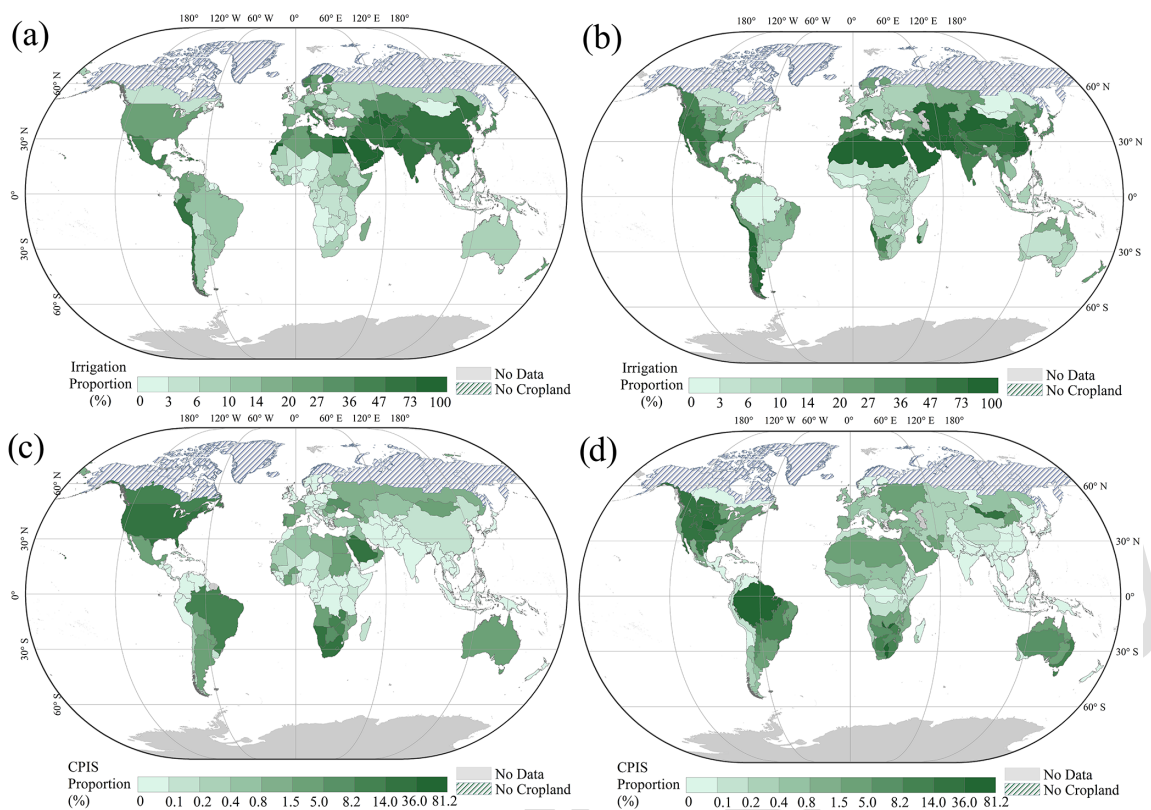 (a)
180° 120° W 60° W 0° 60° E 120° E 180°
60° N
30° N
0°
30° S
60° S
Irrigation
Proportion
(%)
0 3 6 10 14 20 27 36 47 73 100
No Data
No Cropland
(b)
180° 120° W 60° W 0° 60° E 120° E 180°
60° N
30° N
0°
30° S
60° S
Irrigation
Proportion
(%)
0 3 6 10 14 20 27 36 47 73 100
No Data
No Cropland
(c)
180° 120° W 60° W 0° 60° E 120° E 180°
60° N
30° N
0°
30° S
60° S
CPIS
Proportion
(%)
0 0.1 0.2 0.4 0.8 1.5 5.0 8.2 14.0 36.0 81.2
No Data
No Cropland
(d)
180° 120° W 60° W 0° 60° E 120° E 180°
60° N
30° N
0°
30° S
60° S
CPIS
Proportion
(%)
0 0.1 0.2 0.4 0.8 1.5 5.0 8.2 14.0 36.0 81.2
No Data
No Cropland